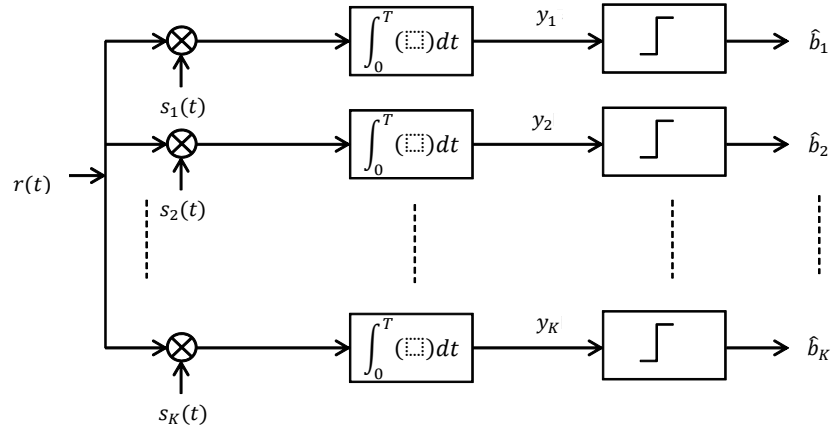 y₁
∫₀ᵀ (⬚)dt
b̂₁
s₁(t)
y₂
∫₀ᵀ (⬚)dt
b̂₂
r(t)
s₂(t)
y_K
∫₀ᵀ (⬚)dt
b̂_K
s_K(t)